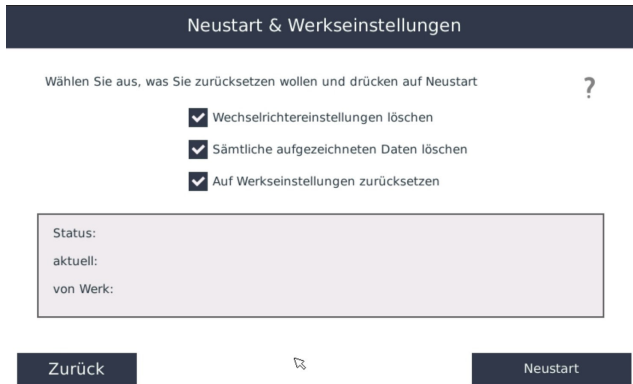 Neustart & Werkseinstellungen
Wählen Sie aus, was Sie zurücksetzen wollen und drücken auf Neustart
?
Wechselrichtereinstellungen löschen
Sämtliche aufgezeichneten Daten löschen
Auf Werkseinstellungen zurücksetzen
Status:
aktuell:
von Werk:
Zurück
Neustart